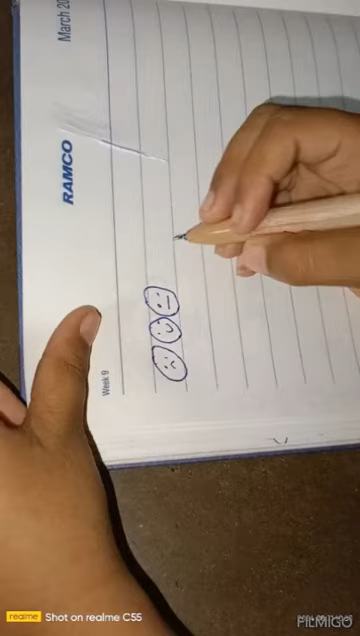 March 20
RAMCO
Week 9
realme Shot on realme C55
FILMIGO